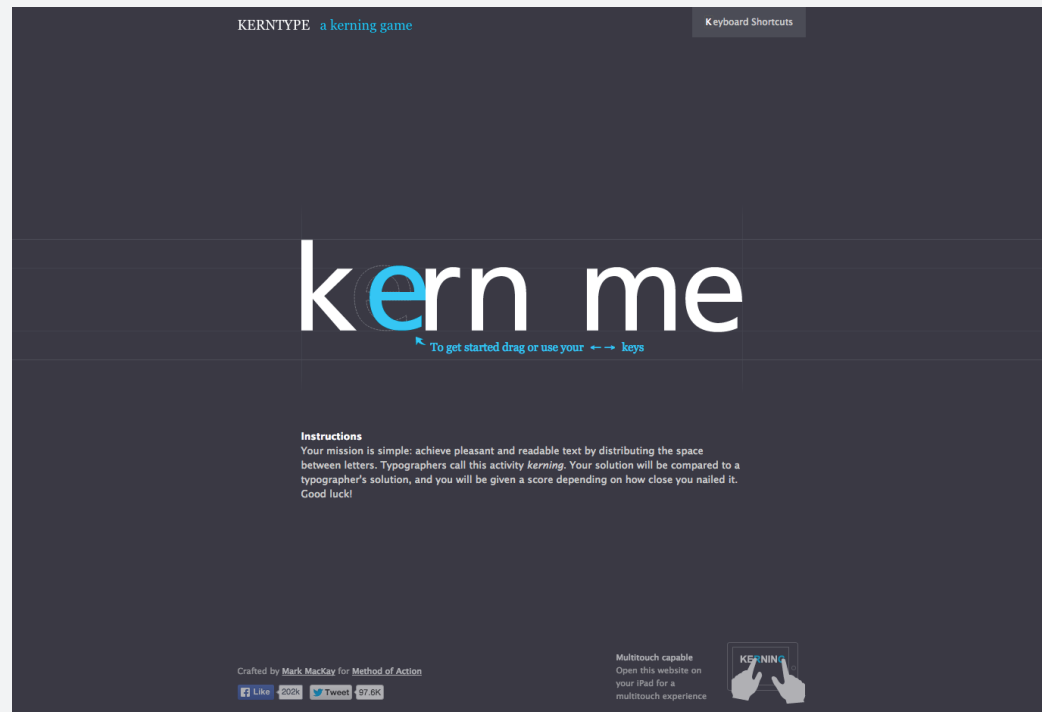 KERNTYPE a kerning game
Keyboard Shortcuts
kern me
To get started drag or use your ←→ keys
Instructions
Your mission is simple: achieve pleasant and readable text by distributing the space
between letters. Typographers call this activity kerning. Your solution will be compared to a
typographer's solution, and you will be given a score depending on how close you nailed it.
Good luck!
Crafted by Mark MacKay for Method of Action
Like 202k Tweet 97.6K
Multitouch capable
Open this website on
your iPad for a
multitouch experience
KERNING